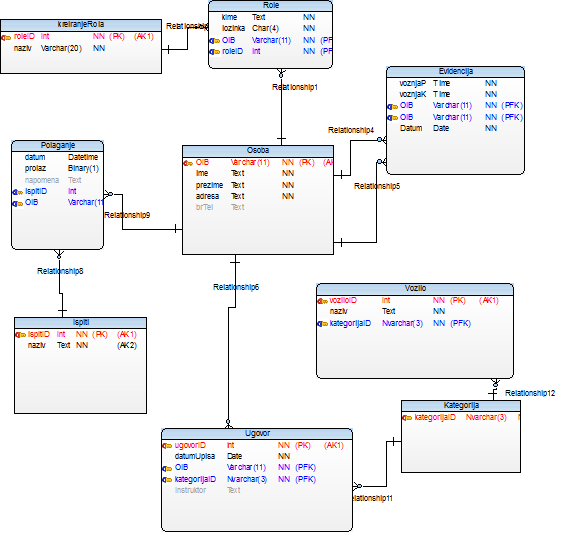 kreiranjeRola
roleID Int NN (PK) (AK1)
naziv Varchar(20) NN
Role
kime Text NN
lozinka Char(4) NN
OIB Varchar(11) NN (PF
roleID Int NN (PF
Relationship
Relationship1
Evidencija
voznjaP Time NN
voznjaK Time NN
OIB Varchar(11) NN (PFK)
OIB Varchar(11) NN (PFK)
Datum Date NN
Relationship4
Relationship5
Polaganje
datum Datetime
prolaz Binary(1)
napomena Text
ispitiD Int
OIB Varchar(11
Osoba
OIB Varchar(11) NN (PK) (A
ime Text NN
prezime Text NN
adresa Text NN
brTel Text
Relationship9
Relationship8
Relationship6
Ispiti
ispitiD Int NN (PK) (AK1)
naziv Text NN (AK2)
Vozilo
voziloID Int NN (PK) (AK1)
naziv Text NN
kategorijaID Nvarchar(3) NN (PFK)
Relationship12
Kategorija
kategorijaID Nvarchar(3)
Ugovor
ugovorID Int NN (PK) (AK1)
datumUpisa Date NN
OIB Varchar(11) NN (PFK)
kategorijaID Nvarchar(3) NN (PFK)
instruktor Text
elationship11